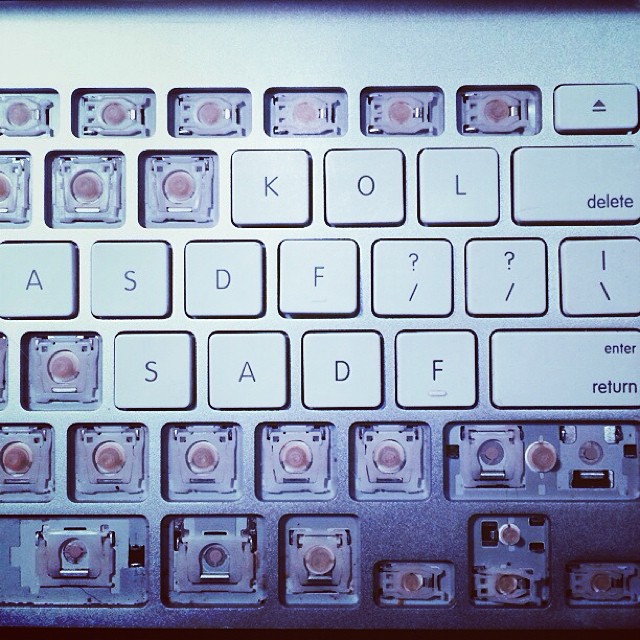 ⏏
K O L delete
A S D F ? / ? / | \
S A D F enter return